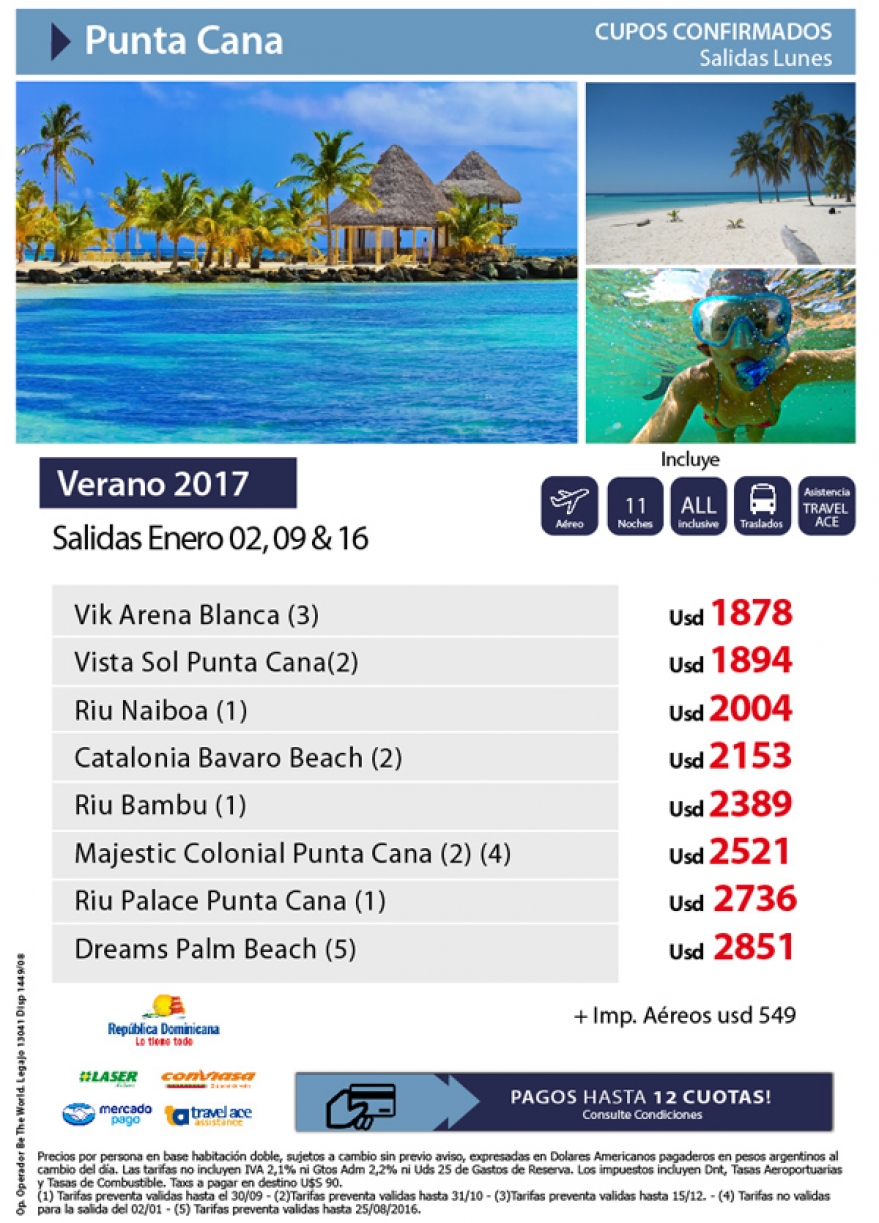 Punta Cana
CUPOS CONFIRMADOS
Salidas Lunes
Incluye
Verano 2017
Aéreo
11
Noches
ALL
inclusive
Traslados
Asistencia
TRAVEL
ACE
Salidas Enero 02, 09 & 16
Vik Arena Blanca (3) Usd 1878
Vista Sol Punta Cana(2) Usd 1894
Riu Naiboa (1) Usd 2004
Catalonia Bavaro Beach (2) Usd 2153
Riu Bambu (1) Usd 2389
Majestic Colonial Punta Cana (2) (4) Usd 2521
Riu Palace Punta Cana (1) Usd 2736
Dreams Palm Beach (5) Usd 2851
+ Imp. Aéreos usd 549
República Dominicana
Lo tiene todo
LASER
conviasa
mercado
pago
travel ace
assistance
PAGOS HASTA 12 CUOTAS!
Consulte Condiciones
Op. Operador Be The World. Legajo 13041 Disp 1449/08
Precios por persona en base habitación doble, sujetos a cambio sin previo aviso, expresadas en Dolares Americanos pagaderos en pesos argentinos al
cambio del día. Las tarifas no incluyen IVA 2,1% ni Gtos Adm 2,2% ni Uds 25 de Gastos de Reserva. Los impuestos incluyen Dnt, Tasas Aeroportuarias
y Tasas de Combustible. Taxs a pagar en destino U$S 90.
(1) Tarifas preventa validas hasta el 30/09 - (2)Tarifas preventa validas hasta 31/10 - (3)Tarifas preventa validas hasta 15/12. - (4) Tarifas no validas
para la salida del 02/01 - (5) Tarifas preventa validas hasta 25/08/2016.